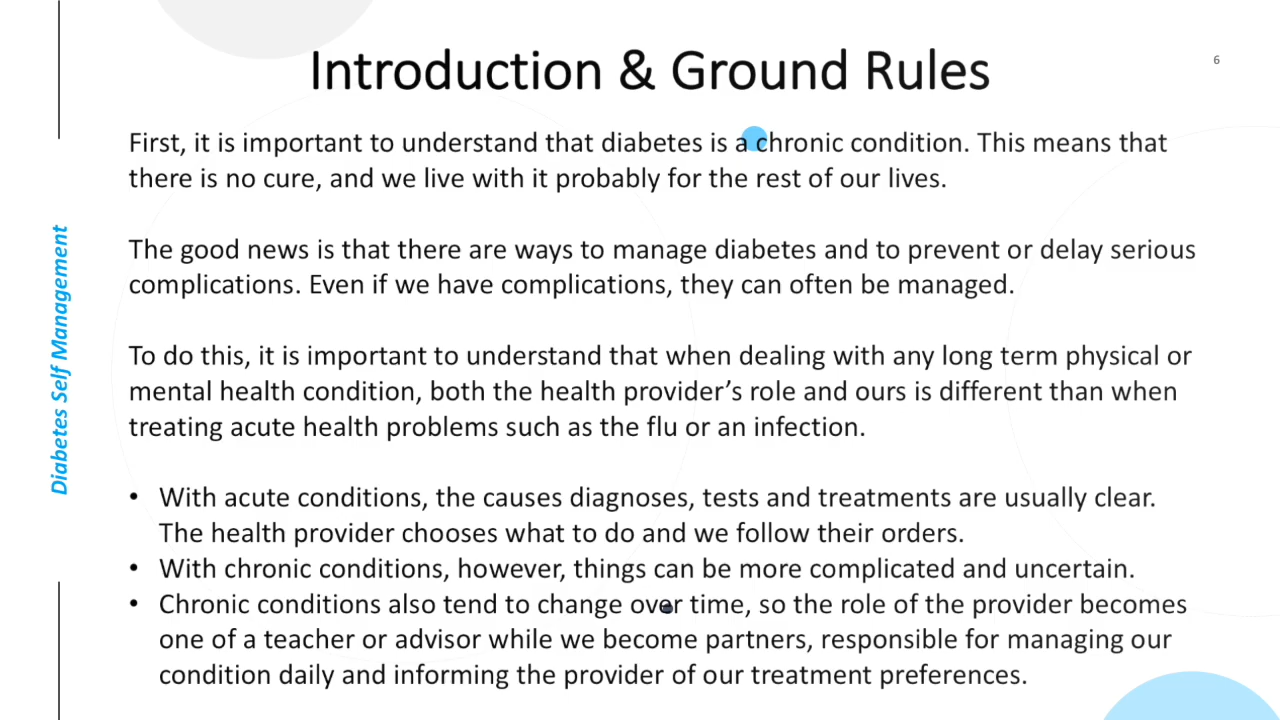 Introduction & Ground Rules
6
First, it is important to understand that diabetes is a chronic condition. This means that
there is no cure, and we live with it probably for the rest of our lives.
The good news is that there are ways to manage diabetes and to prevent or delay serious
complications. Even if we have complications, they can often be managed.
To do this, it is important to understand that when dealing with any long term physical or
mental health condition, both the health provider’s role and ours is different than when
treating acute health problems such as the flu or an infection.
• With acute conditions, the causes diagnoses, tests and treatments are usually clear.
The health provider chooses what to do and we follow their orders.
• With chronic conditions, however, things can be more complicated and uncertain.
• Chronic conditions also tend to change over time, so the role of the provider becomes
one of a teacher or advisor while we become partners, responsible for managing our
condition daily and informing the provider of our treatment preferences.
Diabetes Self Management